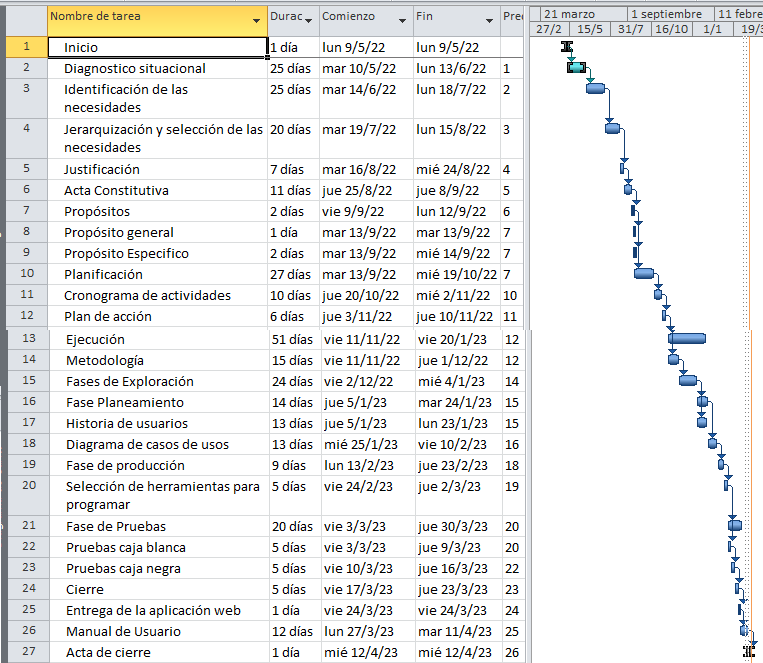 Nombre de tarea Durac Comienzo Fin Pred 21 marzo 1 septiembre 11 febre
27/2 15/5 31/7 16/10 1/1 19/3
1 Inicio 1 día lun 9/5/22 lun 9/5/22
2 Diagnostico situacional 25 días mar 10/5/22 lun 13/6/22 1
3 Identificación de las 25 días mar 14/6/22 lun 18/7/22 2
necesidades
4 Jerarquización y selección de las 20 días mar 19/7/22 lun 15/8/22 3
necesidades
5 Justificación 7 días mar 16/8/22 mié 24/8/22 4
6 Acta Constitutiva 11 días jue 25/8/22 jue 8/9/22 5
7 Propósitos 2 días vie 9/9/22 lun 12/9/22 6
8 Propósito general 1 día mar 13/9/22 mar 13/9/22 7
9 Propósito Especifico 2 días mar 13/9/22 mié 14/9/22 7
10 Planificación 27 días mar 13/9/22 mié 19/10/22 7
11 Cronograma de actividades 10 días jue 20/10/22 mié 2/11/22 10
12 Plan de acción 6 días jue 3/11/22 jue 10/11/22 11
13 Ejecución 51 días vie 11/11/22 vie 20/1/23 12
14 Metodología 15 días vie 11/11/22 jue 1/12/22 12
15 Fases de Exploración 24 días vie 2/12/22 mié 4/1/23 14
16 Fase Planeamiento 14 días jue 5/1/23 mar 24/1/23 15
17 Historia de usuarios 13 días jue 5/1/23 lun 23/1/23 15
18 Diagrama de casos de usos 13 días mié 25/1/23 vie 10/2/23 16
19 Fase de producción 9 días lun 13/2/23 jue 23/2/23 18
20 Selección de herramientas para 5 días vie 24/2/23 jue 2/3/23 19
programar
21 Fase de Pruebas 20 días vie 3/3/23 jue 30/3/23 20
22 Pruebas caja blanca 5 días vie 3/3/23 jue 9/3/23 20
23 Pruebas caja negra 5 días vie 10/3/23 jue 16/3/23 22
24 Cierre 5 días vie 17/3/23 jue 23/3/23 23
25 Entrega de la aplicación web 1 día vie 24/3/23 vie 24/3/23 24
26 Manual de Usuario 12 días lun 27/3/23 mar 11/4/23 25
27 Acta de cierre 1 día mié 12/4/23 mié 12/4/23 26